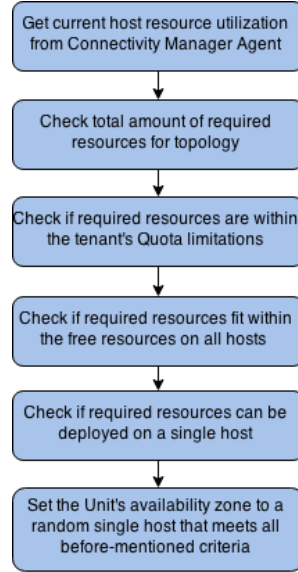 Get current host resource utilization
from Connectivity Manager Agent
Check total amount of required
resources for topology
Check if required resources are within
the tenant's Quota limitations
Check if required resources fit within
the free resources on all hosts
Check if required resources can be
deployed on a single host
Set the Unit's availability zone to a
random single host that meets all
before-mentioned criteria